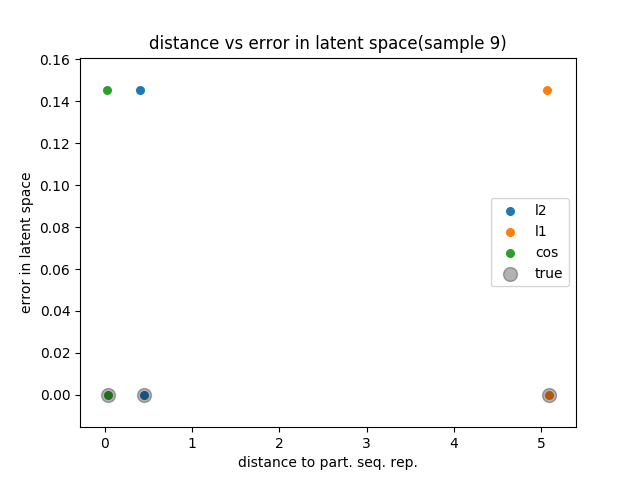 distance vs error in latent space(sample 9)
error in latent space
0.16
0.14
0.12
0.10
0.08
0.06
0.04
0.02
0.00
l2
l1
cos
true
0 1 2 3 4 5
distance to part. seq. rep.